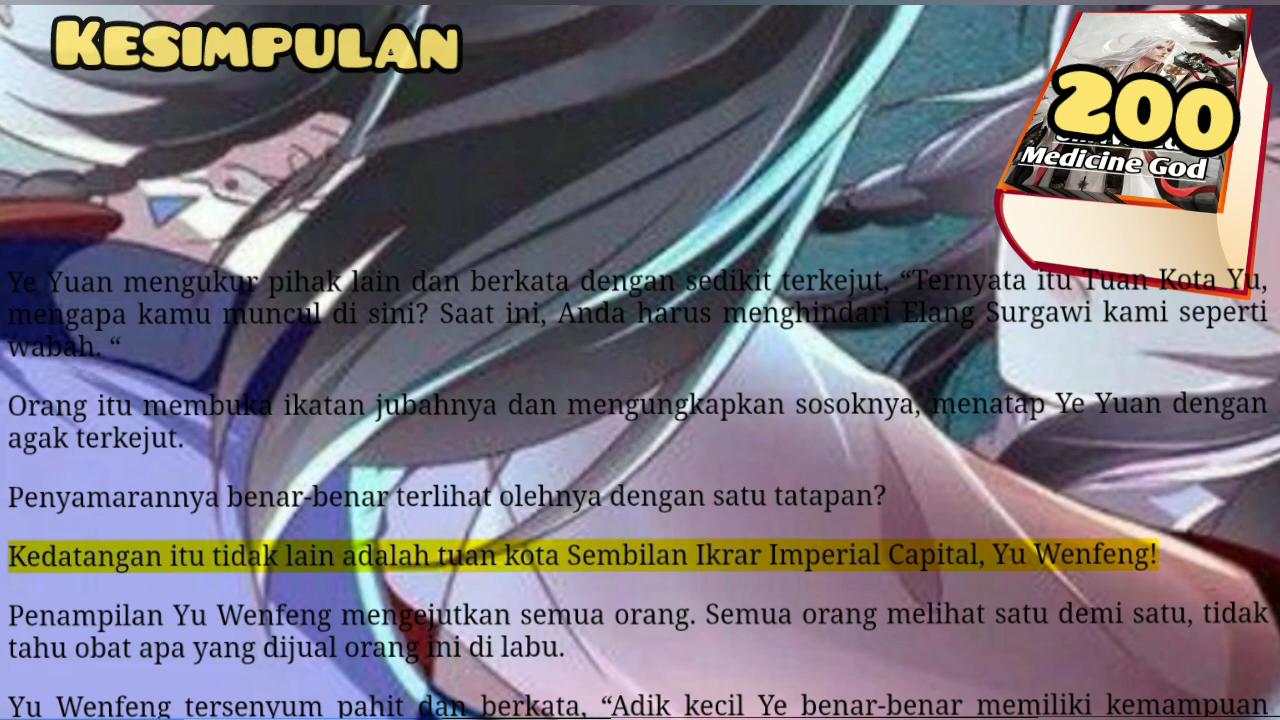 Kesimpulan
200
Medicine God
Ye Yuan mengukur pihak lain dan berkata dengan sedikit terkejut, “Ternyata itu Tuan Kota Yu,
mengapa kamu muncul di sini? Saat ini, Anda harus menghindari Elang Surgawi kami seperti
wabah. “
Orang itu membuka ikatan jubahnya dan mengungkapkan sosoknya, menatap Ye Yuan dengan
agak terkejut.
Penyamarannya benar-benar terlihat olehnya dengan satu tatapan?
Kedatangan itu tidak lain adalah tuan kota Sembilan Ikrar Imperial Capital, Yu Wenfeng!
Penampilan Yu Wenfeng mengejutkan semua orang. Semua orang melihat satu demi satu, tidak
tahu obat apa yang dijual orang ini di labu.
Yu Wenfeng tersenyum pahit dan berkata, “Adik kecil Ye benar-benar memiliki kemampuan